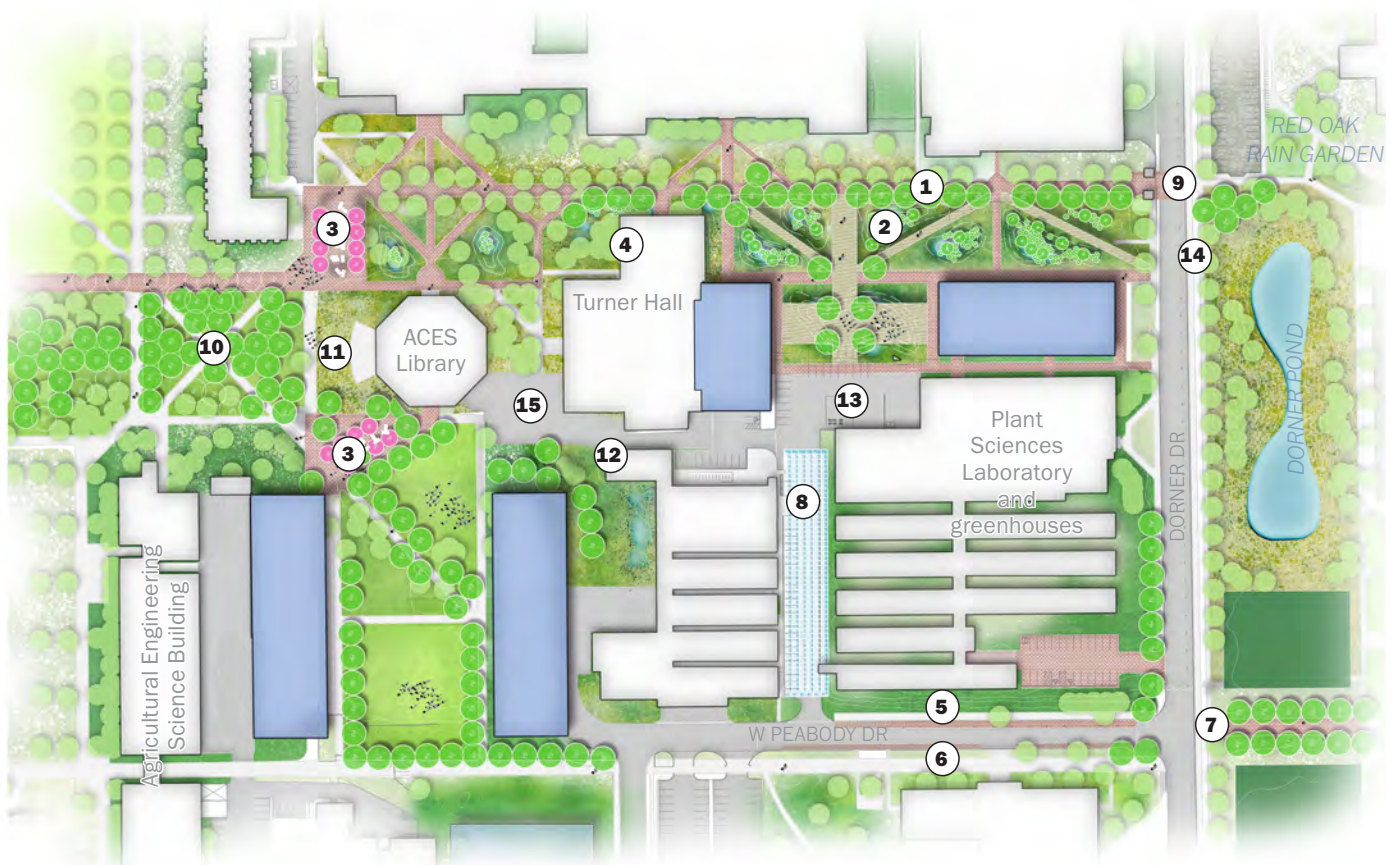 RED OAK
RAIN GARDEN
1
9
2
3
4
14
Turner Hall
10
11
ACES
Library
DORNER POND
15
13
3
12
Plant
Sciences
Laboratory
and
greenhouses
8
DORNER DR
Agricultural Engineering
Science Building
5
7
W PEABODY DR
6